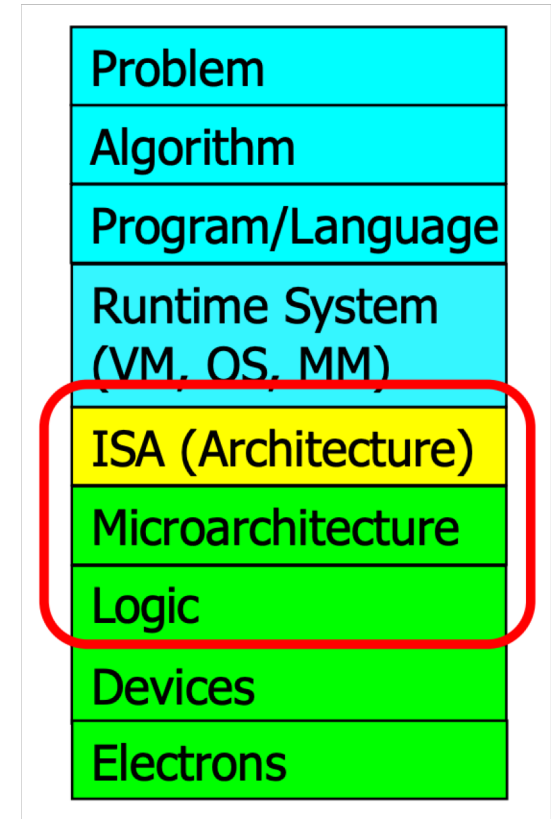 Problem
Algorithm
Program/Language
Runtime System
(VM, OS, MM)
ISA (Architecture)
Microarchitecture
Logic
Devices
Electrons